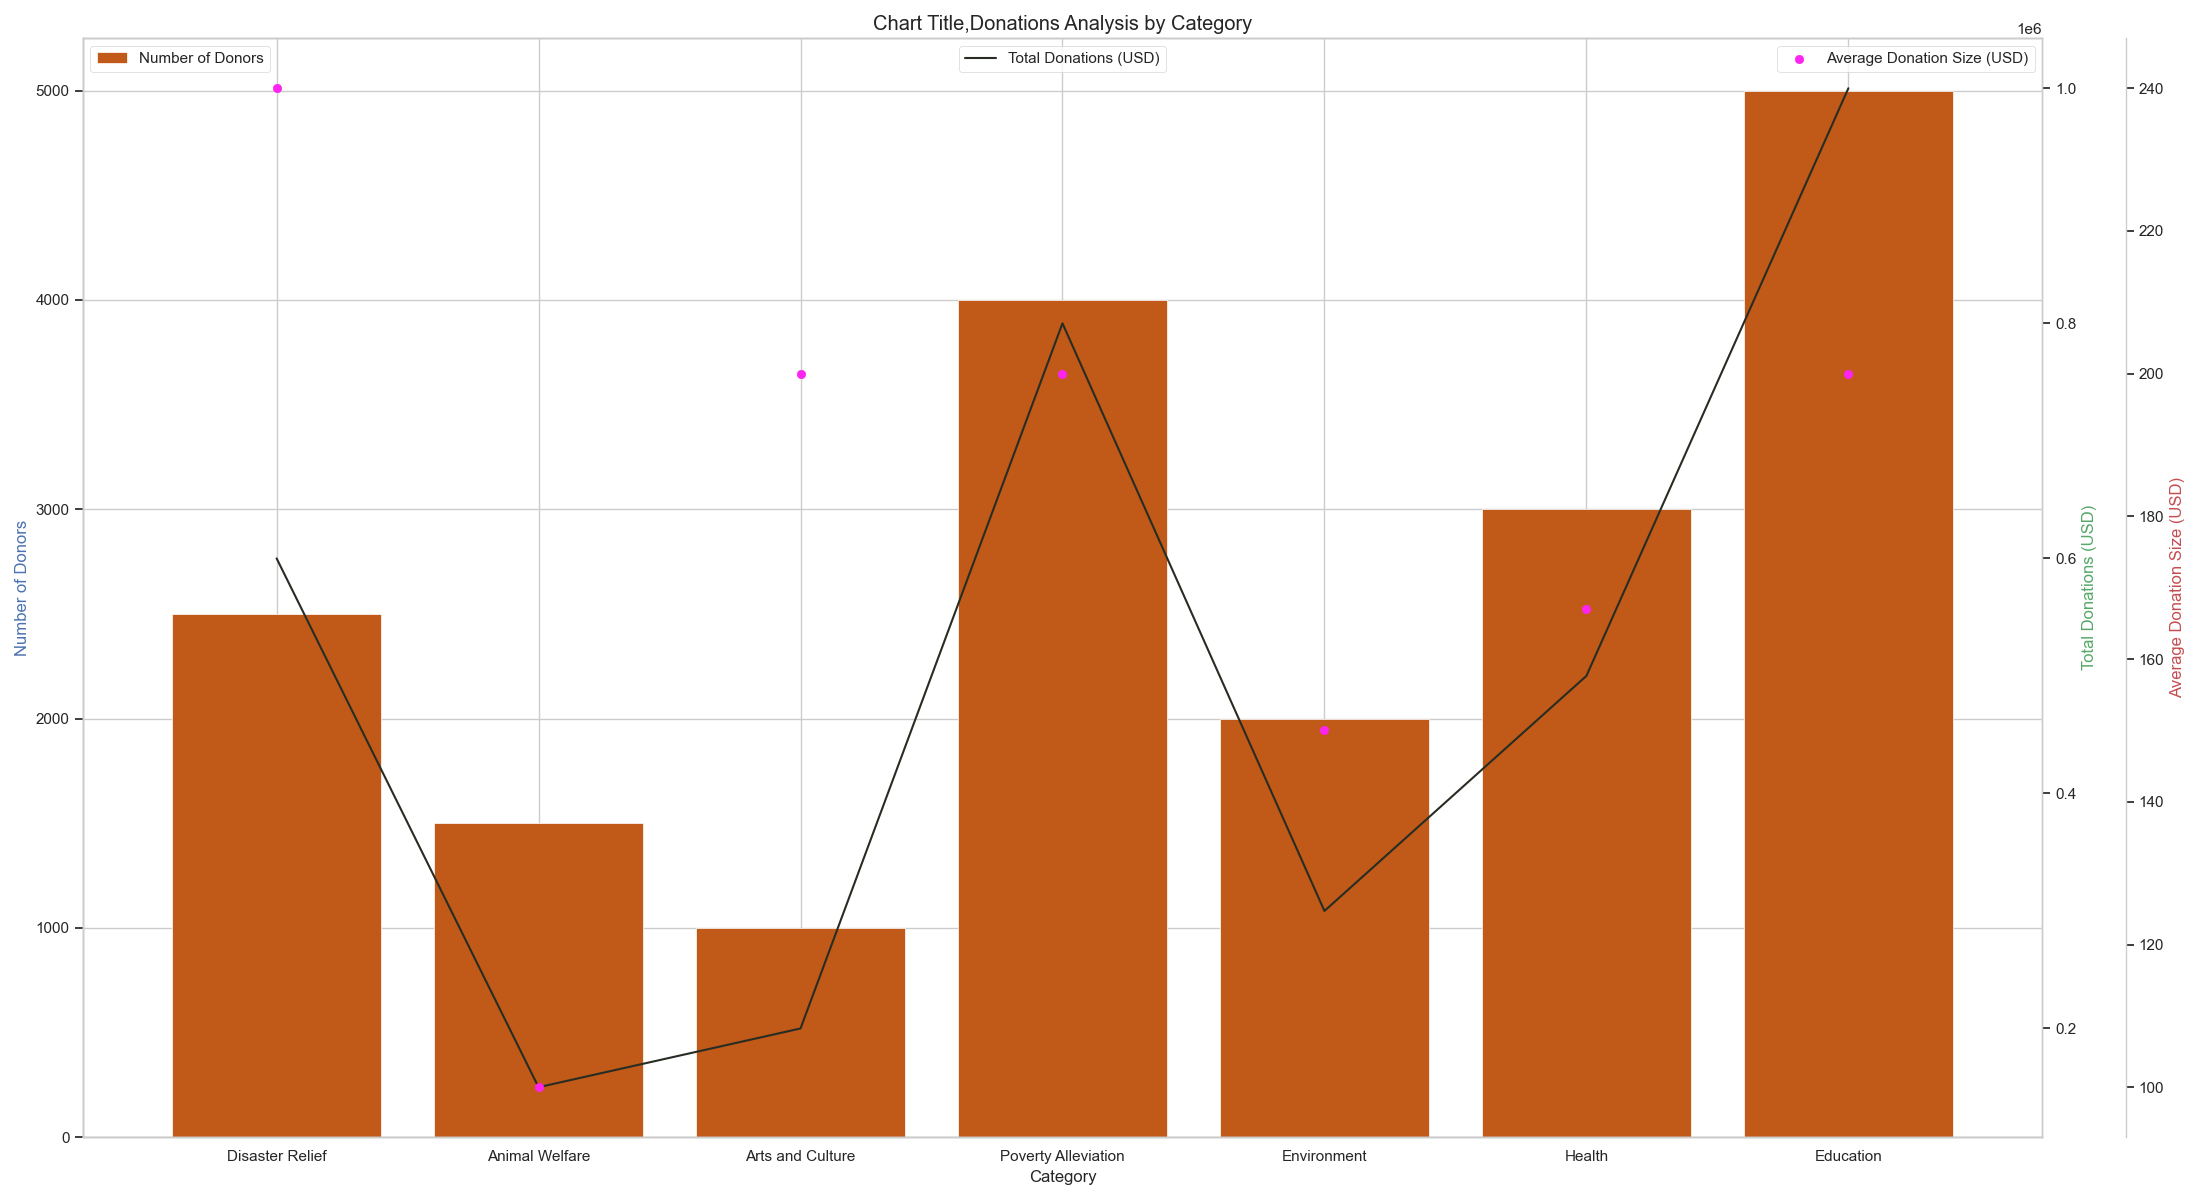 Chart Title,Donations Analysis by Category
Number of Donors
Total Donations (USD)
Average Donation Size (USD)
1e6
5000
4000
3000
2000
1000
0
Number of Donors
1.0
0.8
0.6
0.4
0.2
Total Donations (USD)
240
220
200
180
160
140
120
100
Average Donation Size (USD)
Disaster Relief
Animal Welfare
Arts and Culture
Poverty Alleviation
Environment
Health
Education
Category